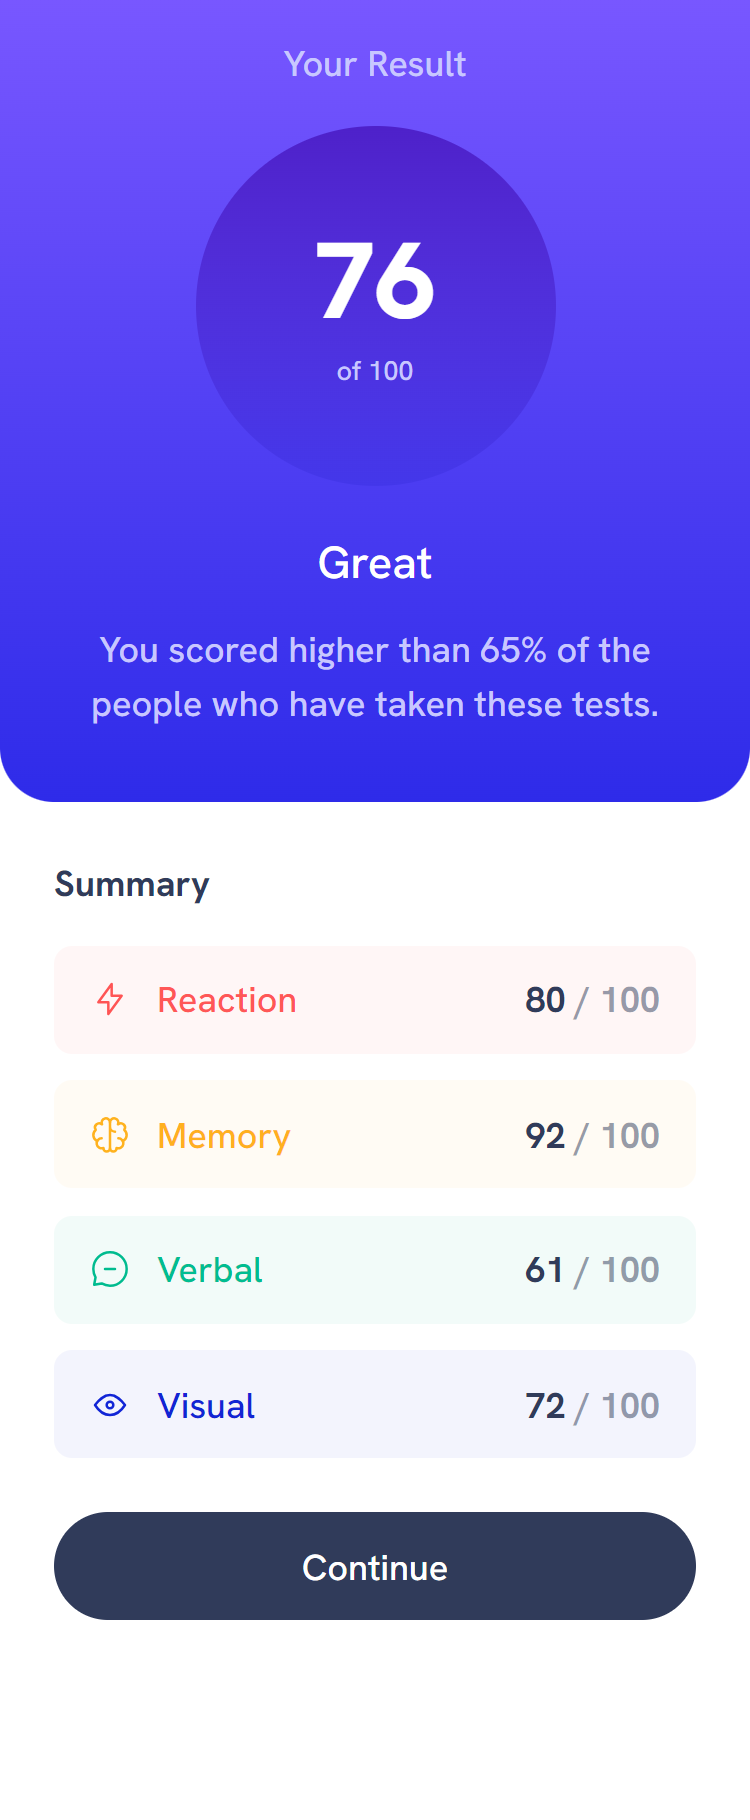 Your Result
76
of 100
Great
You scored higher than 65% of the
people who have taken these tests.
Summary
Reaction 80 / 100
Memory 92 / 100
Verbal 61 / 100
Visual 72 / 100
Continue